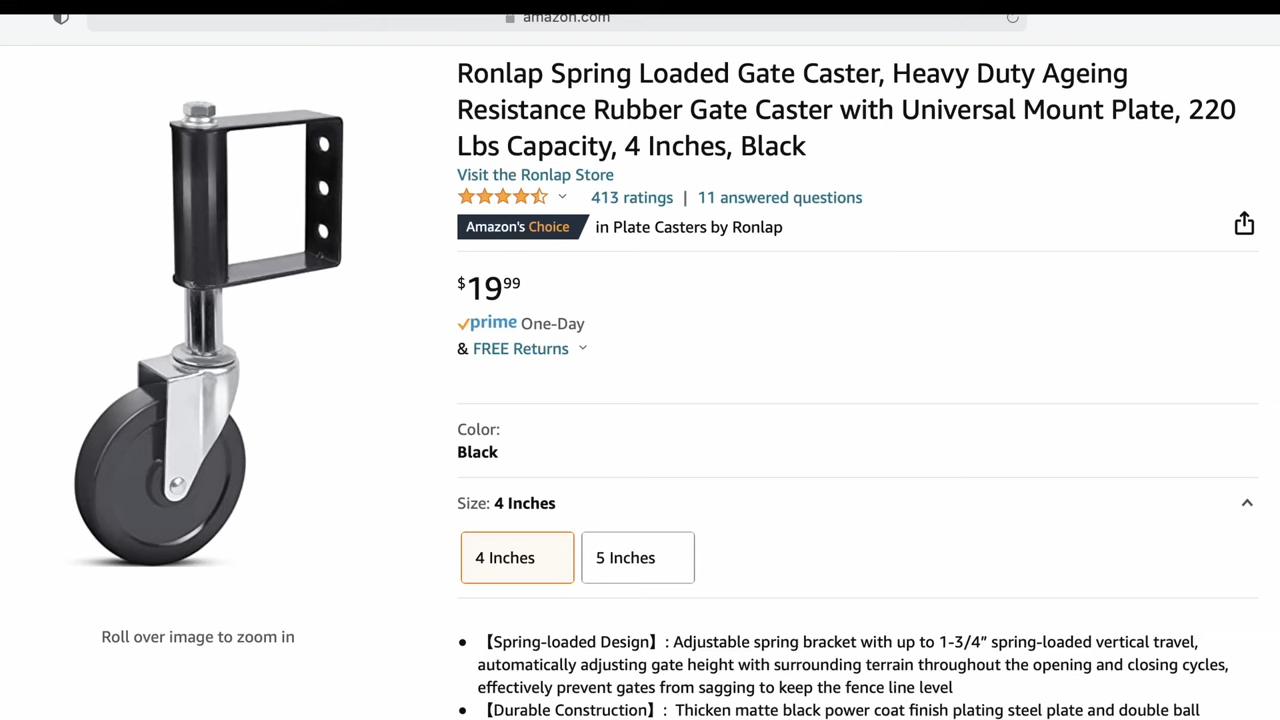 amazon.com
Ronlap Spring Loaded Gate Caster, Heavy Duty Ageing
Resistance Rubber Gate Caster with Universal Mount Plate, 220
Lbs Capacity, 4 Inches, Black
Visit the Ronlap Store
413 ratings | 11 answered questions
Amazon's Choice in Plate Casters by Ronlap
$19 99
prime One-Day
& FREE Returns
Color:
Black
Size: 4 Inches
4 Inches 5 Inches
Roll over image to zoom in
• 【Spring-loaded Design】: Adjustable spring bracket with up to 1-3/4” spring-loaded vertical travel,
automatically adjusting gate height with surrounding terrain throughout the opening and closing cycles,
effectively prevent gates from sagging to keep the fence line level
• 【Durable Construction】: Thicken matte black power coat finish plating steel plate and double ball